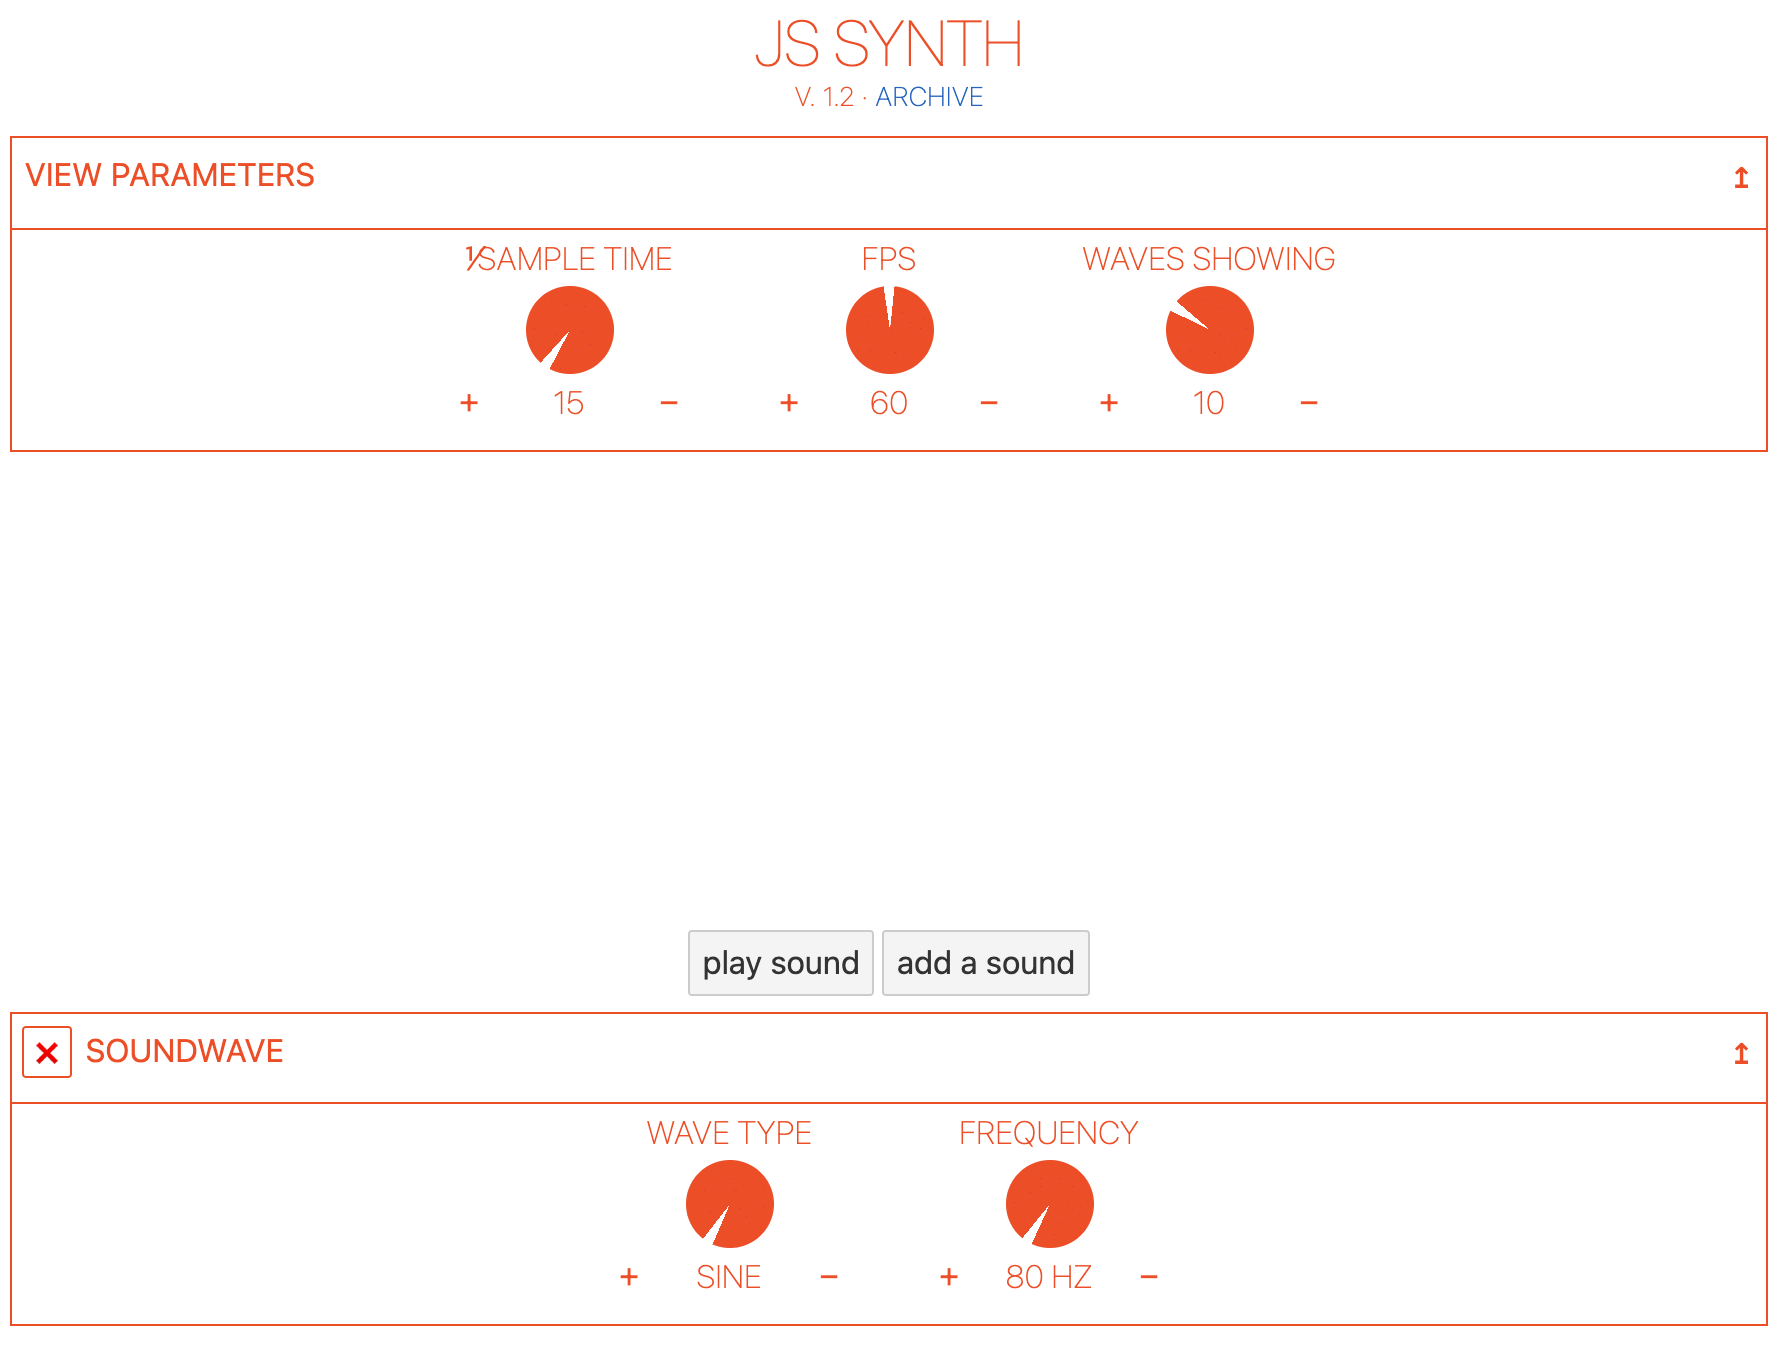 JS SYNTH
V. 1.2 · ARCHIVE
VIEW PARAMETERS ↥
⅟SAMPLE TIME FPS WAVES SHOWING
+ 15 − + 60 − + 10 −
play sound add a sound
× SOUNDWAVE ↥
WAVE TYPE FREQUENCY
+ SINE − + 80 HZ −